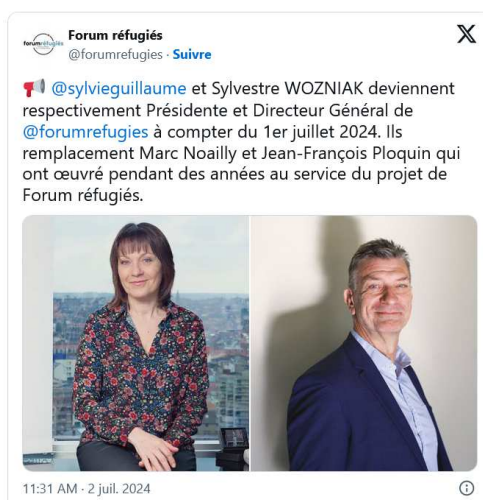 Forum réfugiés
@forumrefugies · Suivre
forumréfugiés
@sylvieguillaume et Sylvestre WOZNIAK deviennent
respectivement Présidente et Directeur Général de
@forumrefugies à compter du 1er juillet 2024. Ils
remplacement Marc Noailly et Jean-François Ploquin qui
ont œuvré pendant des années au service du projet de
Forum réfugiés.
11:31 AM · 2 juil. 2024